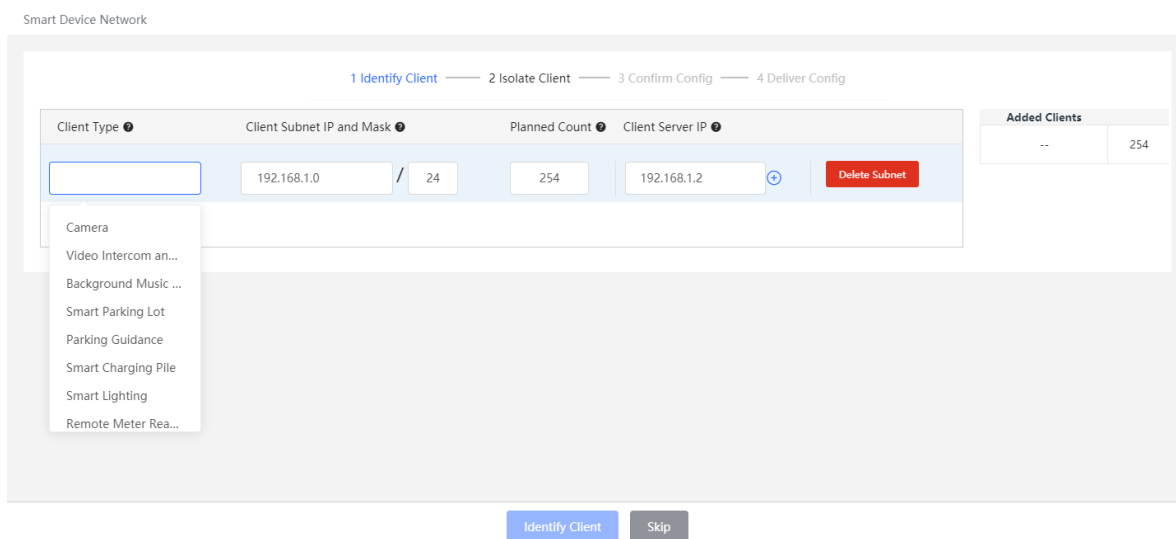 Smart Device Network
1 Identify Client 2 Isolate Client 3 Confirm Config 4 Deliver Config
Client Type Client Subnet IP and Mask Planned Count Client Server IP
Added Clients
-- 254
192.168.1.0 / 24 254 192.168.1.2 Delete Subnet
Camera
Video Intercom an...
Background Music ...
Smart Parking Lot
Parking Guidance
Smart Charging Pile
Smart Lighting
Remote Meter Rea...
Identify Client Skip